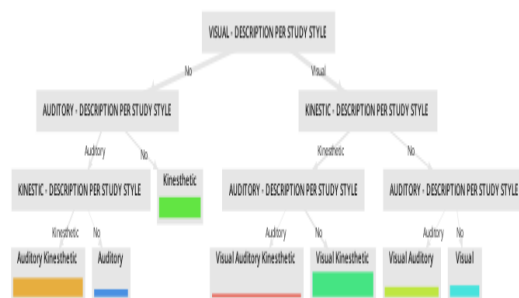 VISUAL - DESCRIPTION PER STUDY STYLE
No
Visual
AUDITORY - DESCRIPTION PER STUDY STYLE
KINESTIC - DESCRIPTION PER STUDY STYLE
Auditory
No
Kinesthetic
No
KINESTIC - DESCRIPTION PER STUDY STYLE
Kinesthetic
AUDITORY - DESCRIPTION PER STUDY STYLE
AUDITORY - DESCRIPTION PER STUDY STYLE
Kinesthetic
No
Auditory
No
Auditory
No
Auditory Kinesthetic
Auditory
Visual Auditory Kinesthetic
Visual Kinesthetic
Visual Auditory
Visual